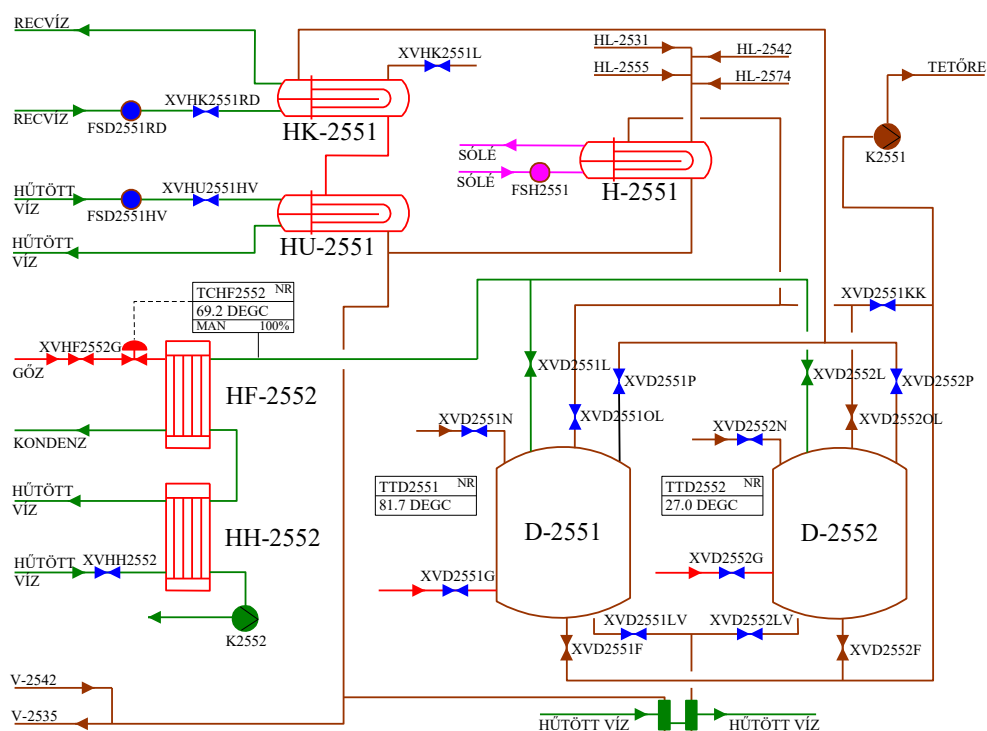 RECVÍZ
XVHK2551L
HL-2531
HL-2542
HL-2555
HL-2574
TETŐRE
XVHK2551RD
RECVÍZ
FSD2551RD
HK-2551
K2551
SÓLÉ
SÓLÉ
FSH2551
H-2551
HŰTÖTT
VÍZ
XVHU2551HV
FSD2551HV
HŰTÖTT
VÍZ
HU-2551
TCHF2552 NR
69.2 DEGC
MAN 100%
XVD2551KK
XVHF2552G
GŐZ
HF-2552
XVD2551L
XVD2551P
XVD2551OL
XVD2552L
XVD2552P
XVD2552OL
KONDENZ
XVD2551N
XVD2552N
HŰTÖTT
VÍZ
TTD2551 NR
81.7 DEGC
TTD2552 NR
27.0 DEGC
HH-2552
D-2551
D-2552
HŰTÖTT
VÍZ
XVHH2552
XVD2551G
XVD2552G
K2552
XVD2551LV
XVD2552LV
XVD2551F
XVD2552F
V-2542
V-2535
HŰTÖTT VÍZ
HŰTÖTT VÍZ